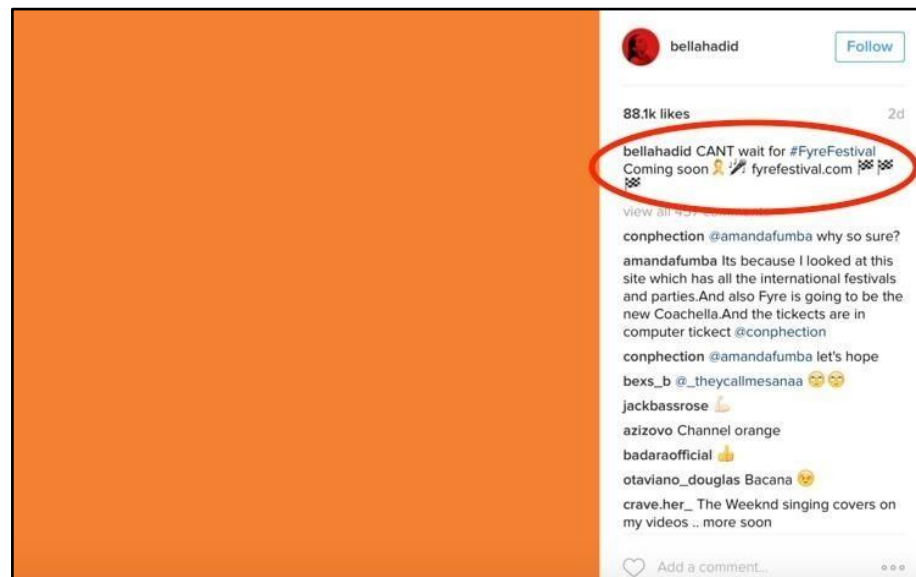 bellahadid
Follow
88.1k likes
2d
bellahadid CANT wait for #FyreFestival
Coming soon🎗️🎤 fyrefestival.com 🏁🏁
🏁
view all 457 comments
conphection @amandafumba why so sure?
amandafumba Its because I looked at this
site which has all the international festivals
and parties.And also Fyre is going to be the
new Coachella.And the tickects are in
computer tickect @conphection
conphection @amandafumba let's hope
bexs_b @_theycallmesanaa 🙄🙄
jackbassrose 💪🏻
azizovo Channel orange
badaraofficial 👍
otaviano_douglas Bacana 😉
crave.her_ The Weeknd singing covers on
my videos .. more soon
Add a comment...